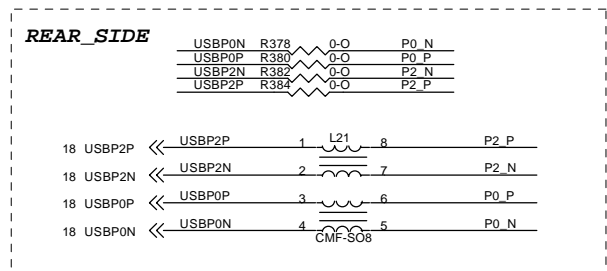 REAR_SIDE
USBP0N R378 0-O P0_N
USBP0P R380 0-O P0_P
USBP2N R382 0-O P2_N
USBP2P R384 0-O P2_P
18 USBP2P USBP2P 1 L21 8 P2_P
18 USBP2N USBP2N 2 7 P2_N
18 USBP0P USBP0P 3 6 P0_P
18 USBP0N USBP0N 4 5 P0_N
CMF-SO8